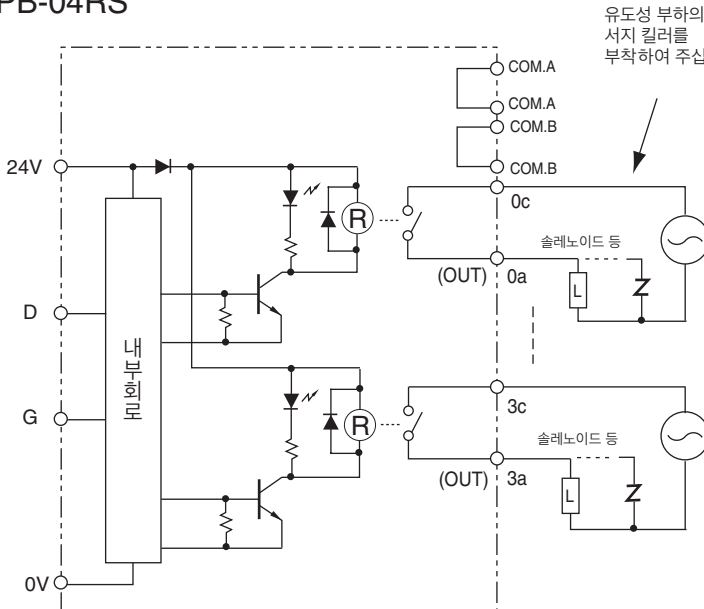 PB-04RS
유도성 부하의
서지 킬러를
부착하여 주십
COM.A
COM.A
COM.B
COM.B
24V
R
0c
솔레노이드 등
(OUT) 0a
L
D
내부회로
G
R
3c
솔레노이드 등
(OUT) 3a
L
0V